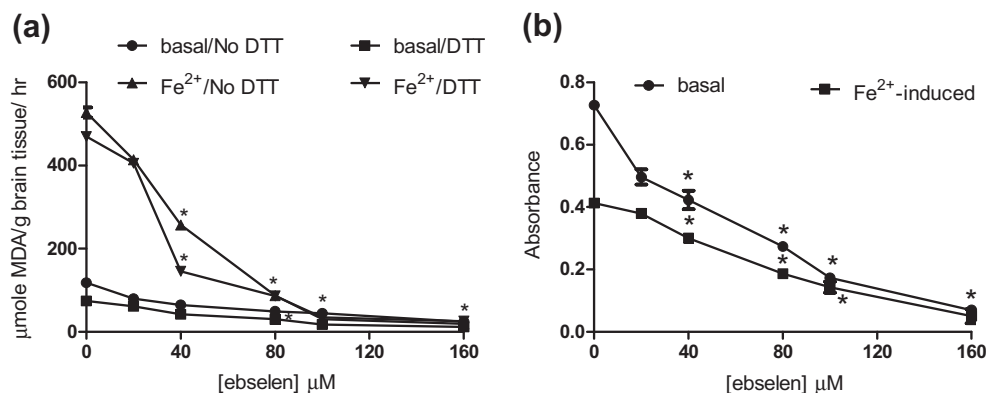 (a)
basal/No DTT
basal/DTT
Fe²⁺/No DTT
Fe²⁺/DTT
600
400
200
0
μmole MDA/g brain tissue/ hr
0 40 80 120 160
[ebselen] μM
* * * * * *
(b)
basal
Fe²⁺-induced
0.8
0.6
0.4
0.2
0.0
Absorbance
0 40 80 120 160
[ebselen] μM
* * * * * * *